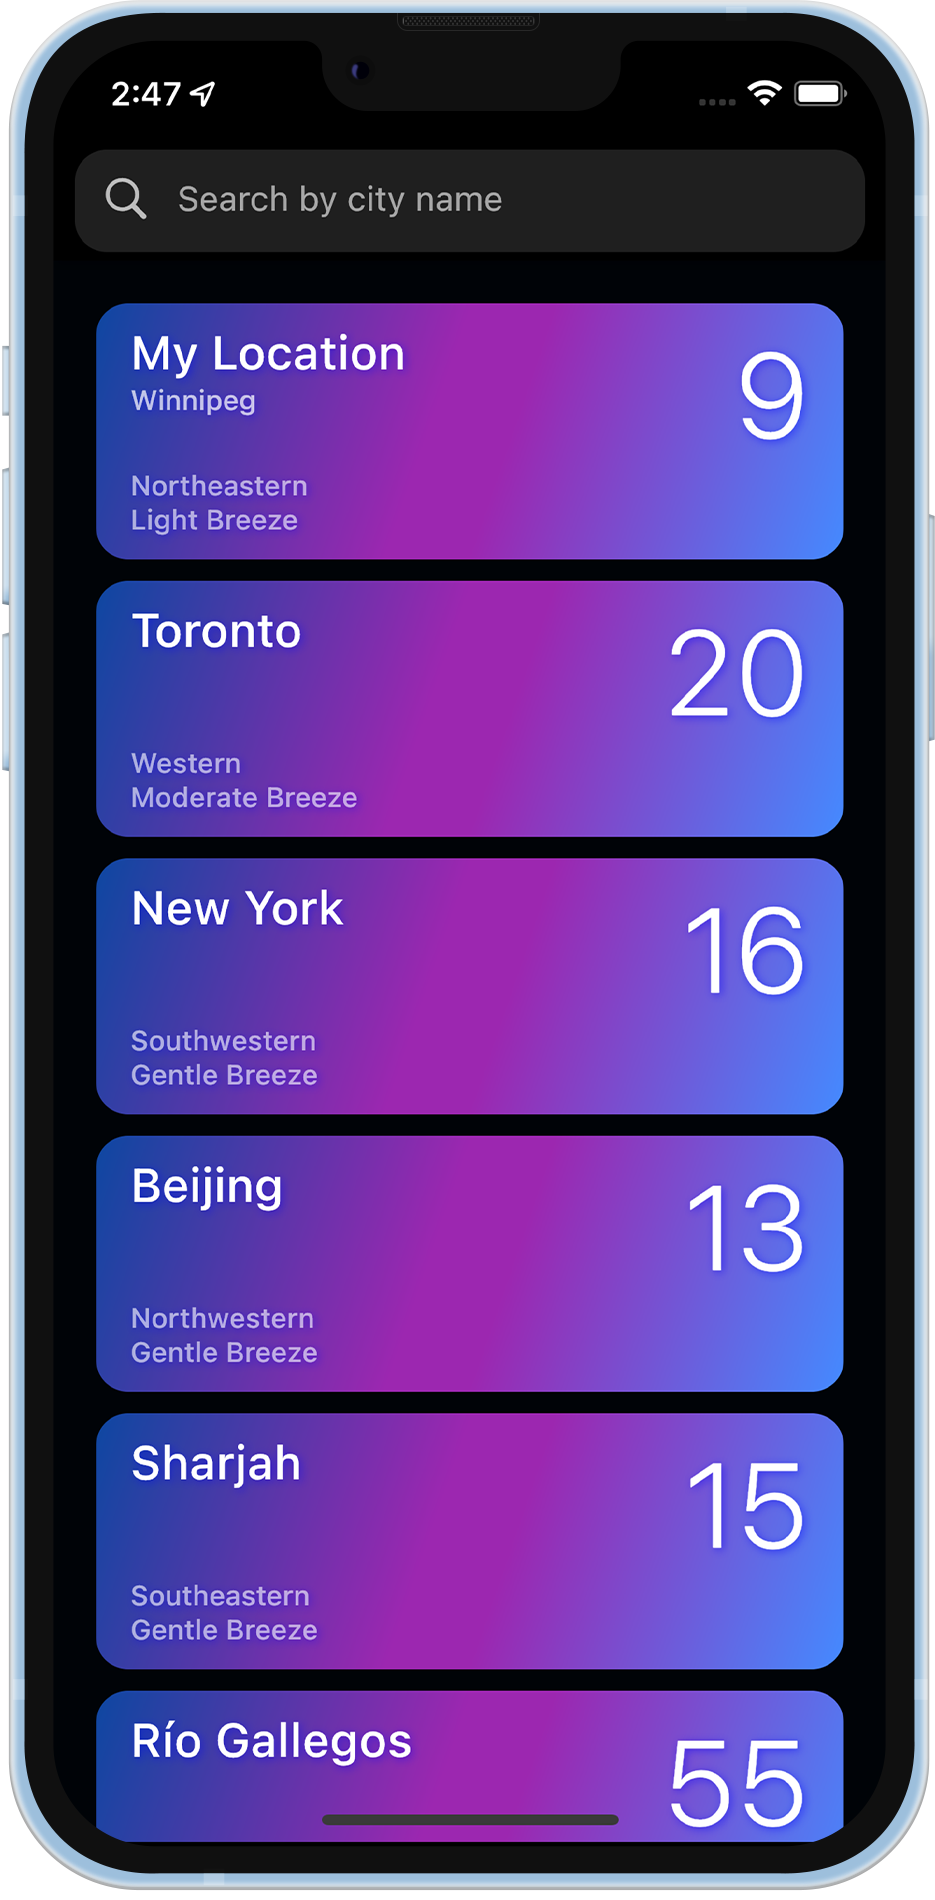 2:47
Search by city name
My Location
Winnipeg
9
Northeastern
Light Breeze
Toronto
20
Western
Moderate Breeze
New York
16
Southwestern
Gentle Breeze
Beijing
13
Northwestern
Gentle Breeze
Sharjah
15
Southeastern
Gentle Breeze
Río Gallegos
55